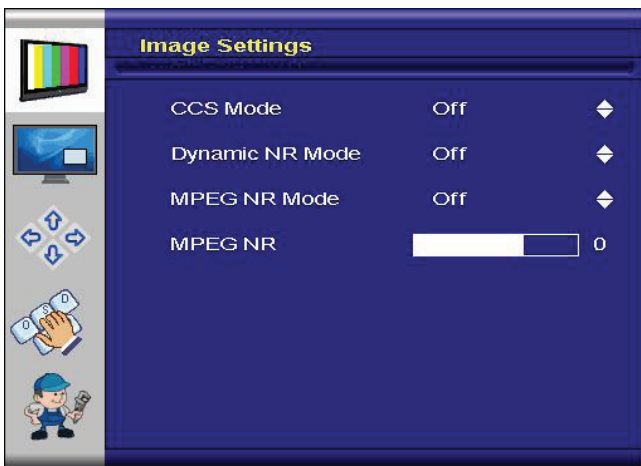 Image Settings
CCS Mode Off
Dynamic NR Mode Off
MPEG NR Mode Off
MPEG NR 0
O S D